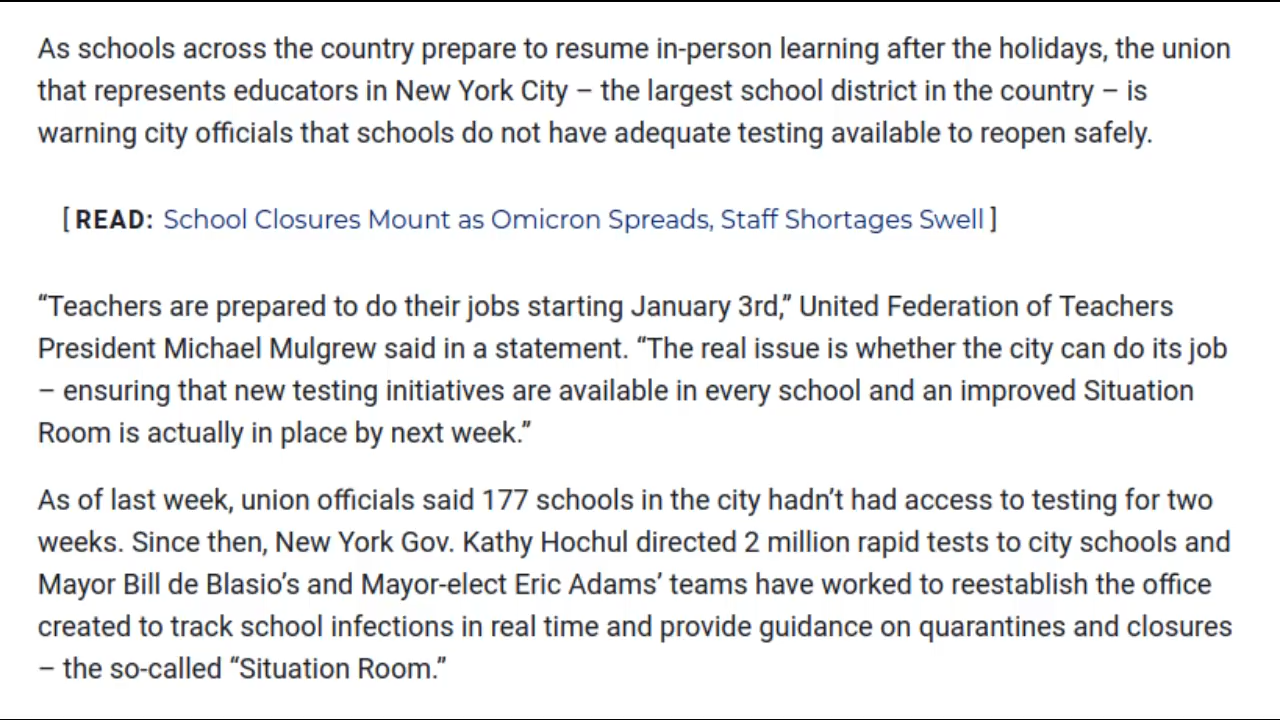 As schools across the country prepare to resume in-person learning after the holidays, the union
that represents educators in New York City – the largest school district in the country – is
warning city officials that schools do not have adequate testing available to reopen safely.
[ READ: School Closures Mount as Omicron Spreads, Staff Shortages Swell ]
“Teachers are prepared to do their jobs starting January 3rd,” United Federation of Teachers
President Michael Mulgrew said in a statement. “The real issue is whether the city can do its job
– ensuring that new testing initiatives are available in every school and an improved Situation
Room is actually in place by next week.”
As of last week, union officials said 177 schools in the city hadn’t had access to testing for two
weeks. Since then, New York Gov. Kathy Hochul directed 2 million rapid tests to city schools and
Mayor Bill de Blasio’s and Mayor-elect Eric Adams’ teams have worked to reestablish the office
created to track school infections in real time and provide guidance on quarantines and closures
– the so-called “Situation Room.”